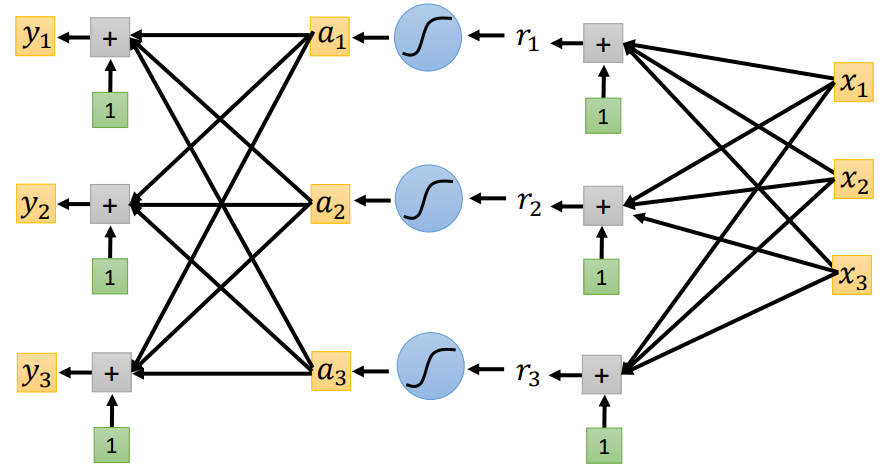 y₁ + a₁ r₁ + x₁
1 1
y₂ + a₂ r₂ + x₂
1 1 x₃
y₃ + a₃ r₃ +
1 1